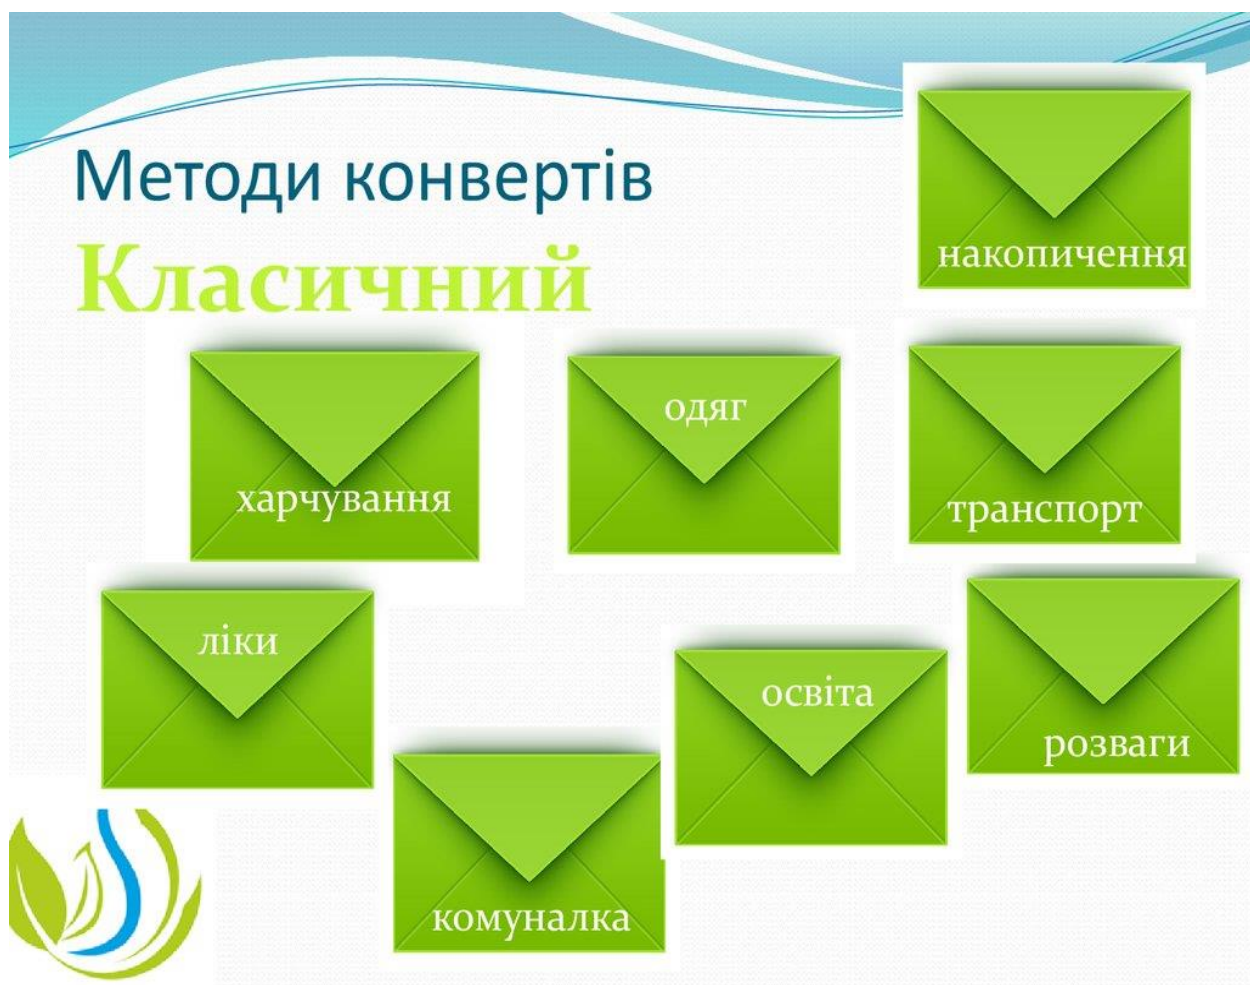 Методи конвертів
Класичний
накопичення
харчування
одяг
транспорт
ліки
освіта
розваги
комуналка